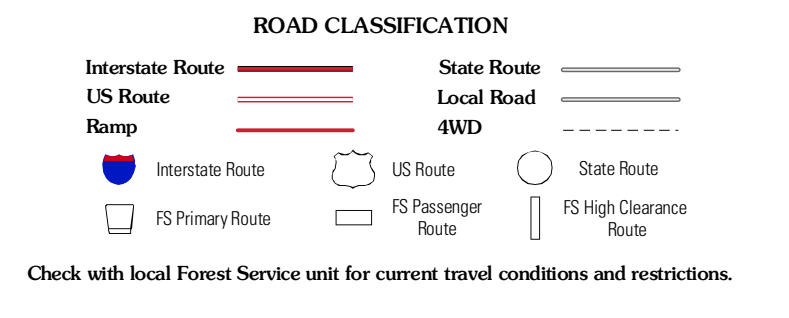 ROAD CLASSIFICATION
Interstate Route
State Route
US Route
Local Road
Ramp
4WD
Interstate Route
US Route
State Route
FS Primary Route
FS Passenger
Route
FS High Clearance
Route
Check with local Forest Service unit for current travel conditions and restrictions.